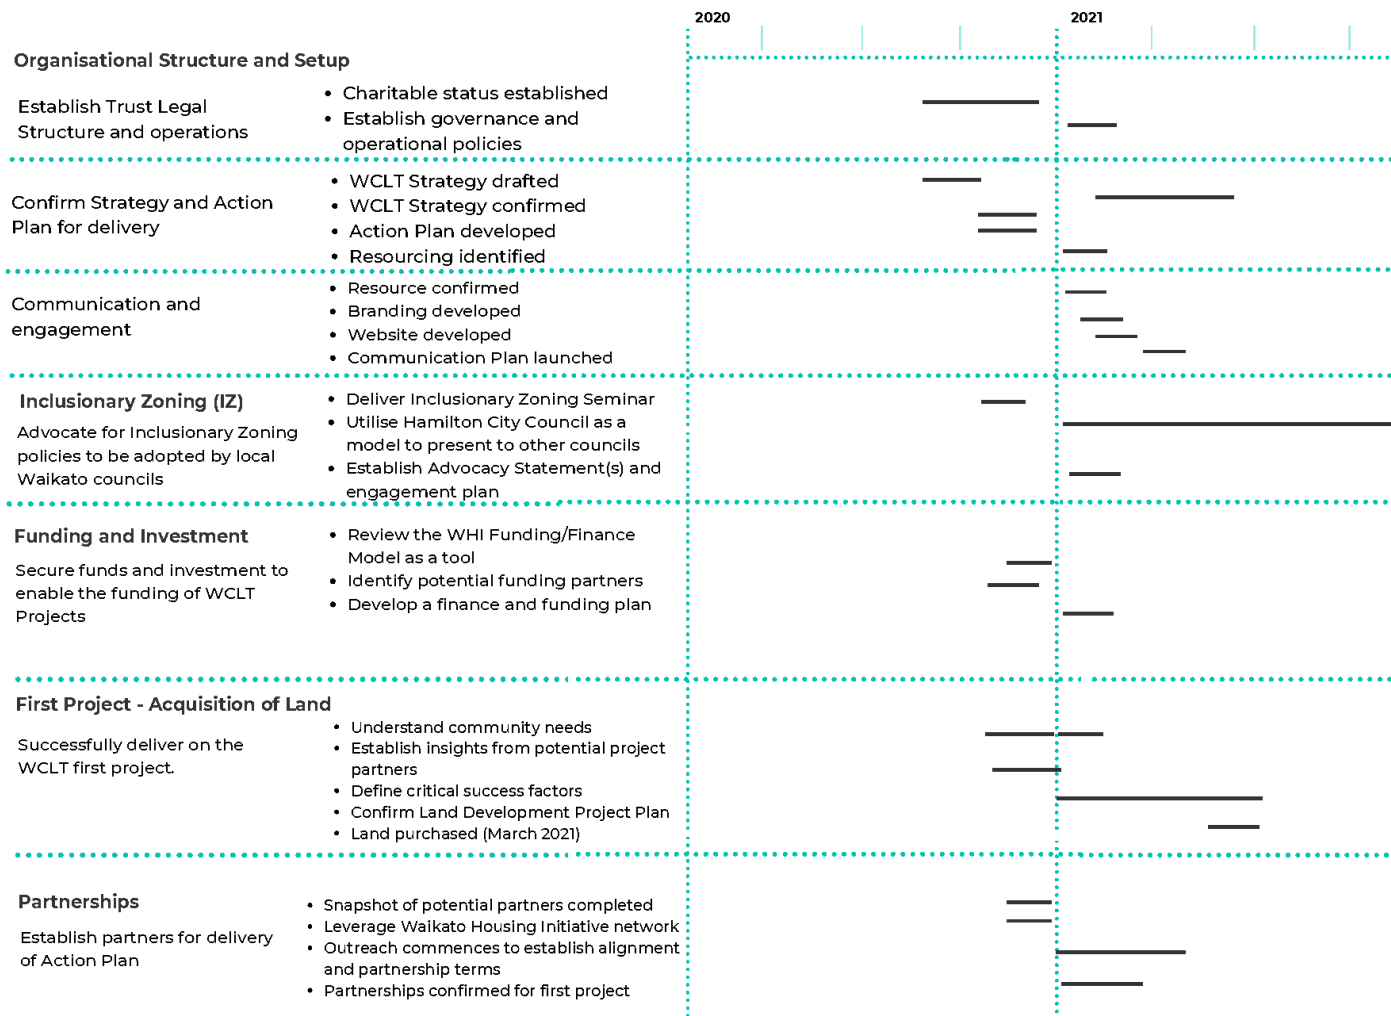 2020
2021
Organisational Structure and Setup
Establish Trust Legal
Structure and operations
• Charitable status established
• Establish governance and
operational policies
Confirm Strategy and Action
Plan for delivery
• WCLT Strategy drafted
• WCLT Strategy confirmed
• Action Plan developed
• Resourcing identified
Communication and
engagement
• Resource confirmed
• Branding developed
• Website developed
• Communication Plan launched
Inclusionary Zoning (IZ)
Advocate for Inclusionary Zoning
policies to be adopted by local
Waikato councils
• Deliver Inclusionary Zoning Seminar
• Utilise Hamilton City Council as a
model to present to other councils
• Establish Advocacy Statement(s) and
engagement plan
Funding and Investment
Secure funds and investment to
enable the funding of WCLT
Projects
• Review the WHI Funding/Finance
Model as a tool
• Identify potential funding partners
• Develop a finance and funding plan
First Project - Acquisition of Land
Successfully deliver on the
WCLT first project.
• Understand community needs
• Establish insights from potential project
partners
• Define critical success factors
• Confirm Land Development Project Plan
• Land purchased (March 2021)
Partnerships
Establish partners for delivery
of Action Plan
• Snapshot of potential partners completed
• Leverage Waikato Housing Initiative network
• Outreach commences to establish alignment
and partnership terms
• Partnerships confirmed for first project